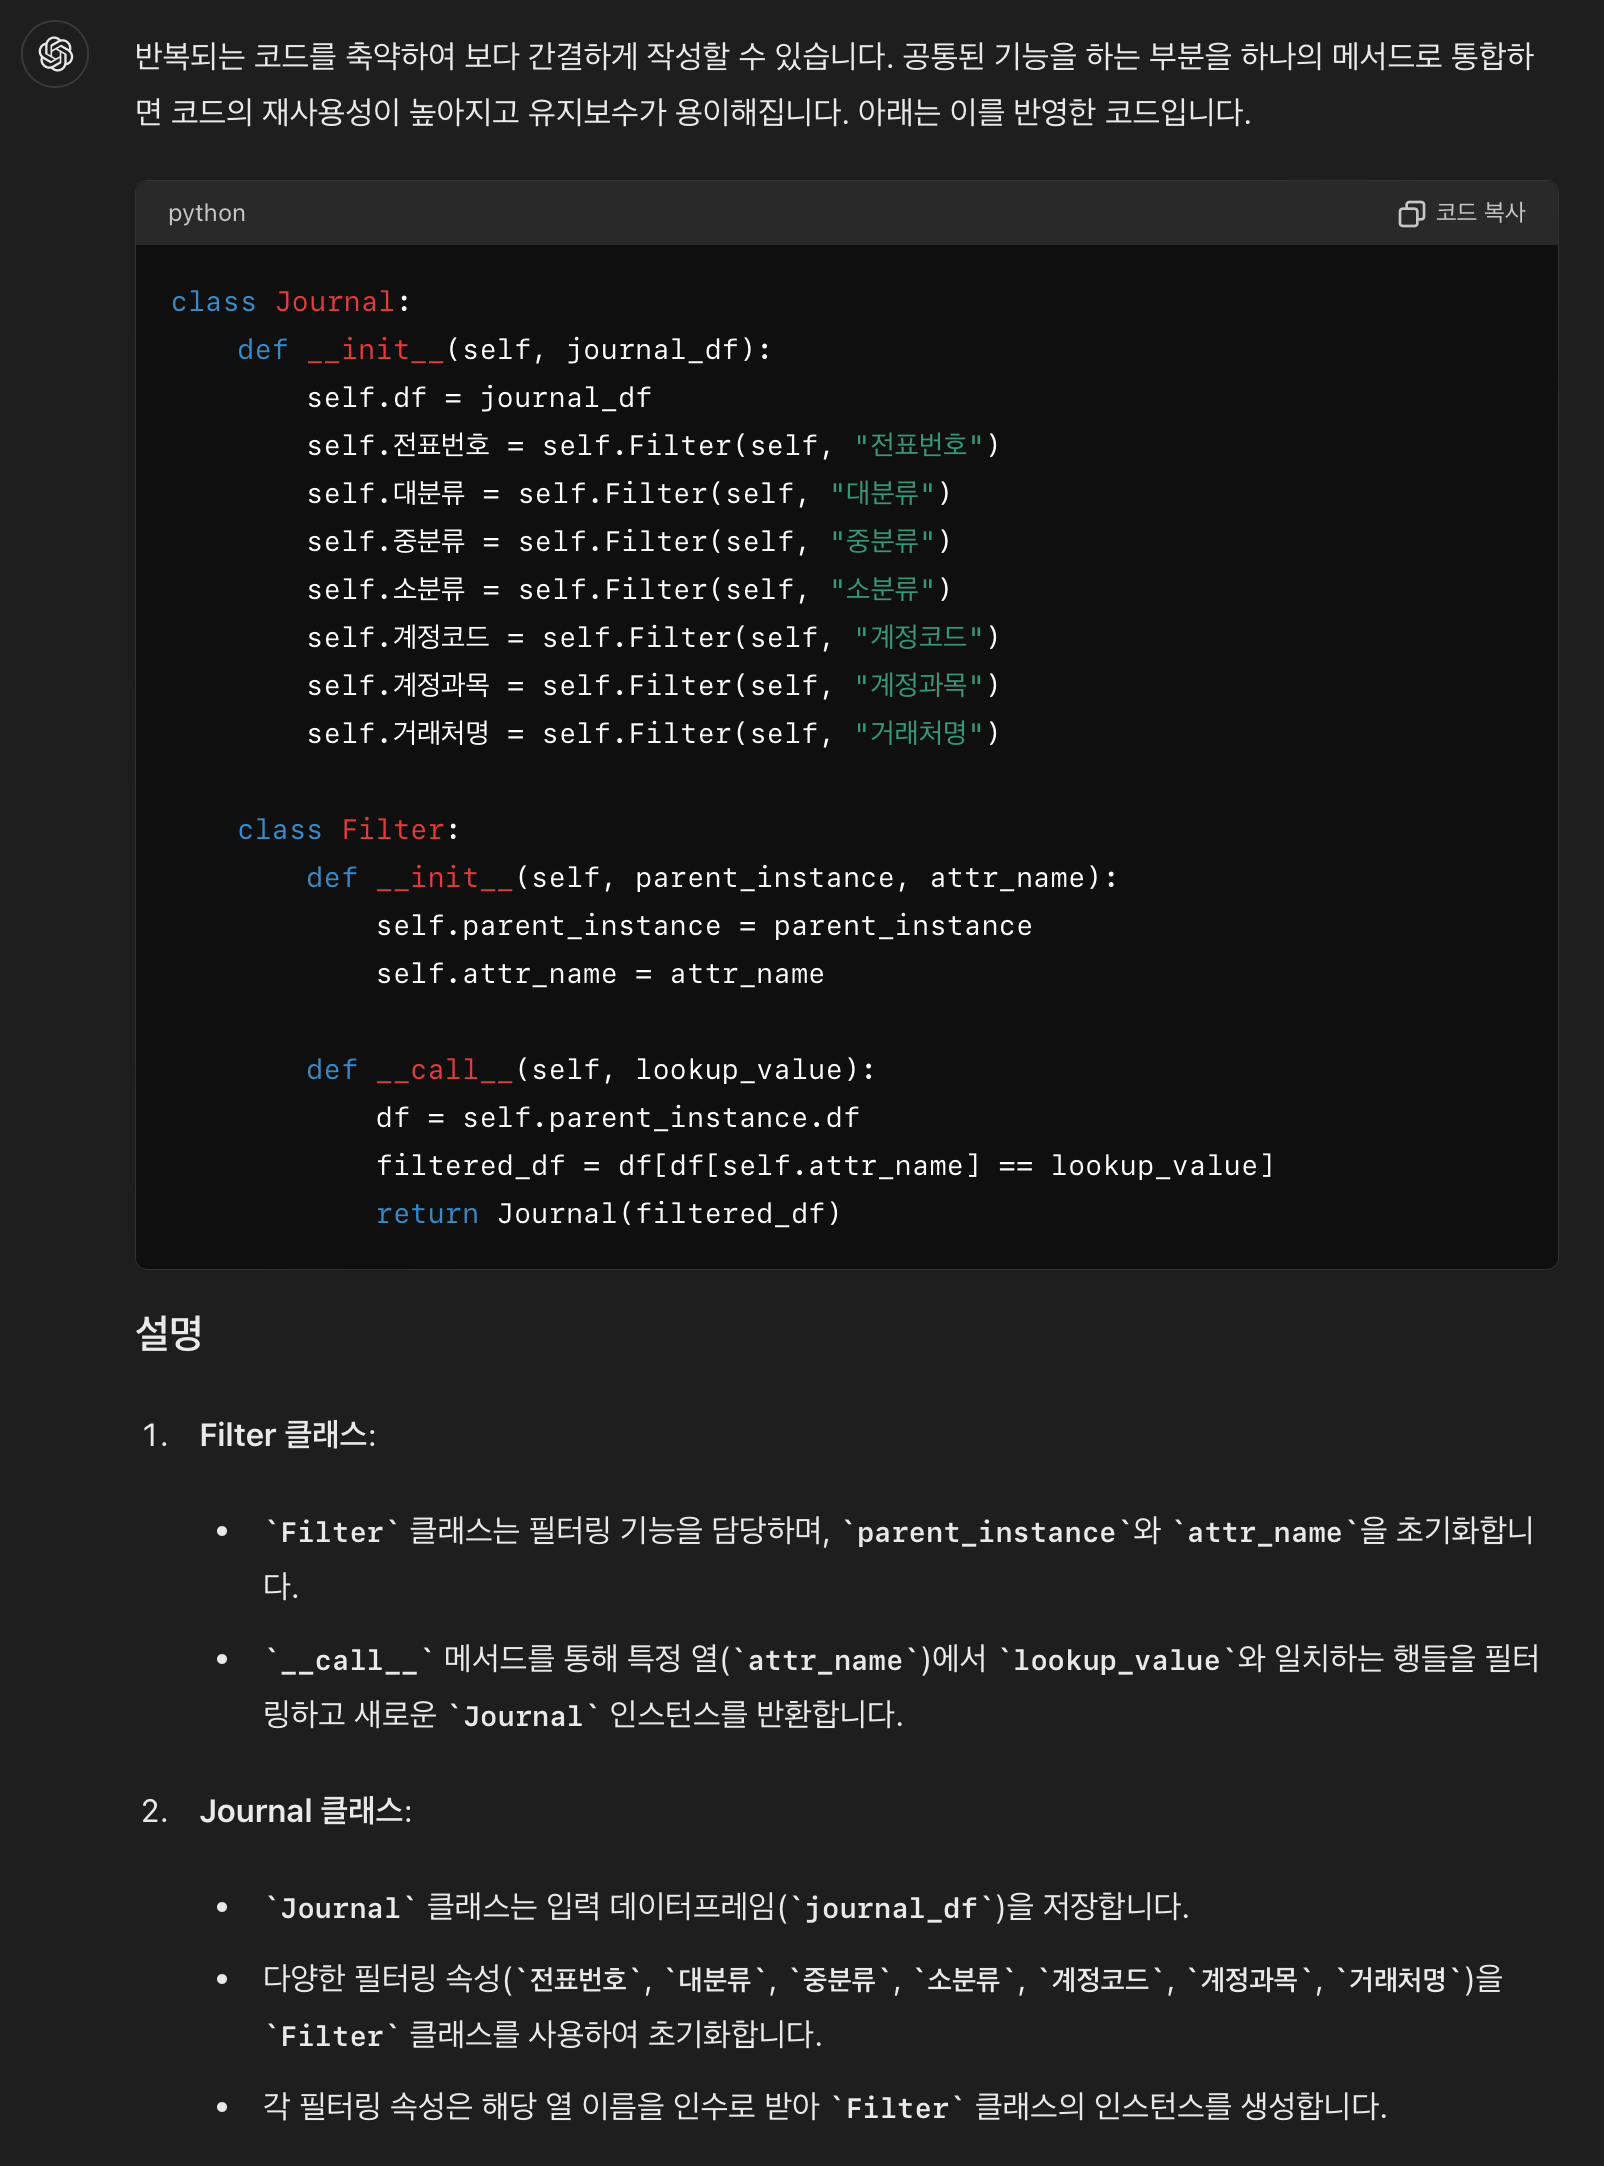 반복되는 코드를 축약하여 보다 간결하게 작성할 수 있습니다. 공통된 기능을 하는 부분을 하나의 메서드로 통합하
면 코드의 재사용성이 높아지고 유지보수가 용이해집니다. 아래는 이를 반영한 코드입니다.
python
코드 복사
class Journal:
    def __init__(self, journal_df):
        self.df = journal_df
        self.전표번호 = self.Filter(self, "전표번호")
        self.대분류 = self.Filter(self, "대분류")
        self.중분류 = self.Filter(self, "중분류")
        self.소분류 = self.Filter(self, "소분류")
        self.계정코드 = self.Filter(self, "계정코드")
        self.계정과목 = self.Filter(self, "계정과목")
        self.거래처명 = self.Filter(self, "거래처명")
    class Filter:
        def __init__(self, parent_instance, attr_name):
            self.parent_instance = parent_instance
            self.attr_name = attr_name
        def __call__(self, lookup_value):
            df = self.parent_instance.df
            filtered_df = df[df[self.attr_name] == lookup_value]
            return Journal(filtered_df)
설명
1. Filter 클래스:
• `Filter` 클래스는 필터링 기능을 담당하며, `parent_instance`와 `attr_name`을 초기화합니
다.
• `__call__` 메서드를 통해 특정 열(`attr_name`)에서 `lookup_value`와 일치하는 행들을 필터
링하고 새로운 `Journal` 인스턴스를 반환합니다.
2. Journal 클래스:
• `Journal` 클래스는 입력 데이터프레임(`journal_df`)을 저장합니다.
• 다양한 필터링 속성(`전표번호`, `대분류`, `중분류`, `소분류`, `계정코드`, `계정과목`, `거래처명`)을
`Filter` 클래스를 사용하여 초기화합니다.
• 각 필터링 속성은 해당 열 이름을 인수로 받아 `Filter` 클래스의 인스턴스를 생성합니다.